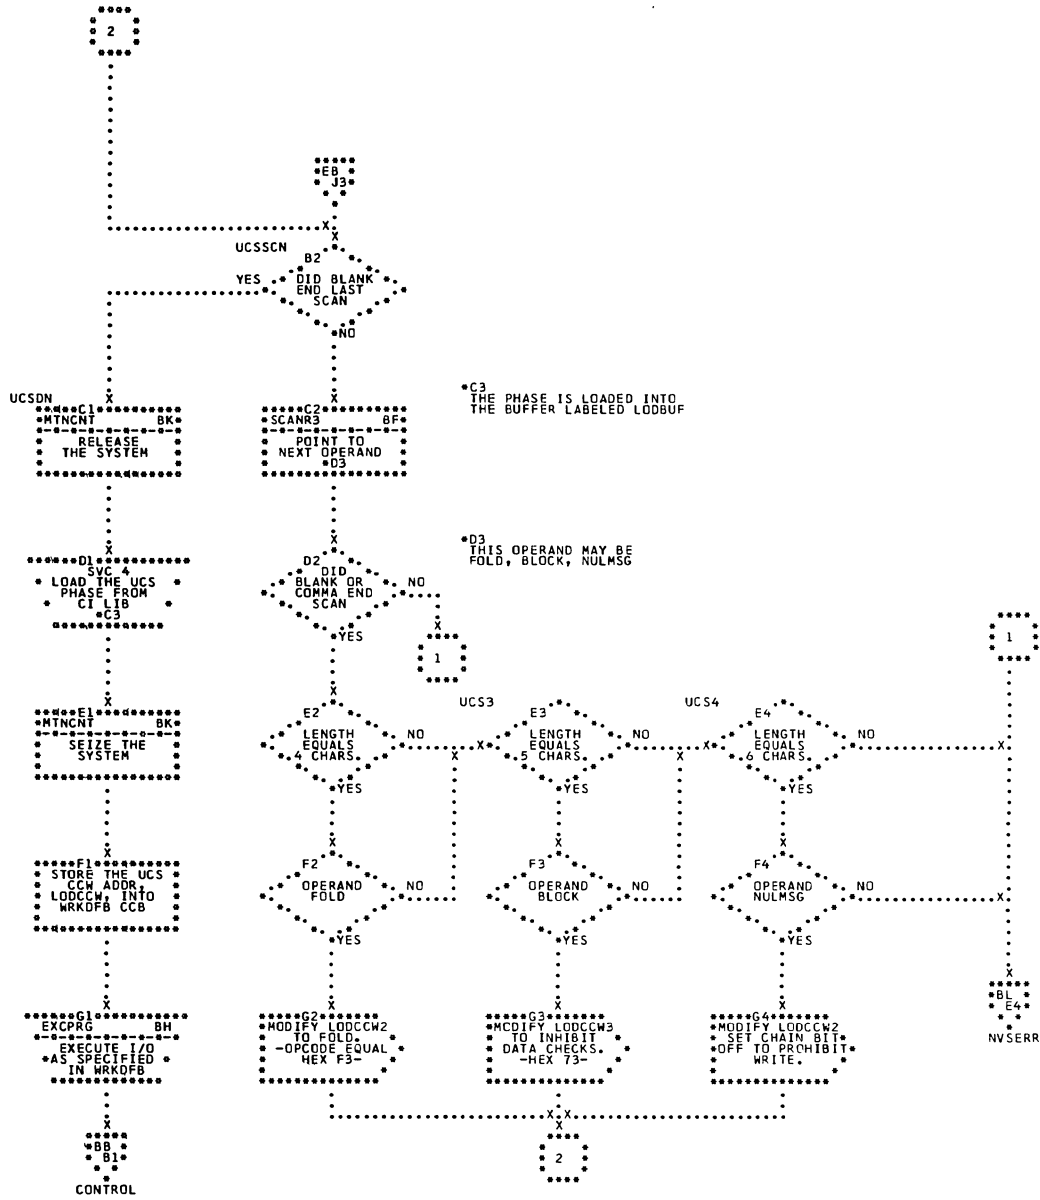 2
EB
J3
UCSSCN
B2
YES
DID BLANK
END LAST
SCAN
NO
*C3
THE PHASE IS LOADED INTO
THE BUFFER LABELED LODBUF
UCSDN
C1
MTNCNT BK
RELEASE
THE SYSTEM
C2
SCANR3 BF
POINT TO
NEXT OPERAND
*D3
*D3
THIS OPERAND MAY BE
FOLD, BLOCK, NULMSG
D1
SVC 4
LOAD THE UCS
PHASE FROM
CI LIB
*C3
D2
DID
BLANK OR
COMMA END
SCAN
NO
YES
1
1
E1
MTNCNT BK
SEIZE THE
SYSTEM
E2
LENGTH
EQUALS
4 CHARS.
NO
YES
UCS3
E3
LENGTH
EQUALS
5 CHARS.
NO
YES
UCS4
E4
LENGTH
EQUALS
6 CHARS.
NO
YES
F1
STORE THE UCS
CCW ADDR,
LODCCW, INTO
WRKDFB CCB
F2
OPERAND
FOLD
NO
YES
F3
OPERAND
BLOCK
NO
YES
F4
OPERAND
NULMSG
NO
YES
BL
E4
NVSERR
G1
EXCPRG BH
EXECUTE I/O
AS SPECIFIED
IN WRKDFB
G2
MODIFY LODCCW2
TO FOLD.
-OPCODE EQUAL
HEX F3-
G3
MCDIFY LODCCW3
TO INHIBIT
DATA CHECKS.
-HEX 73-
G4
MODIFY LODCCW2
SET CHAIN BIT
OFF TO PROHIBIT
WRITE.
2
BB
B1
CONTROL